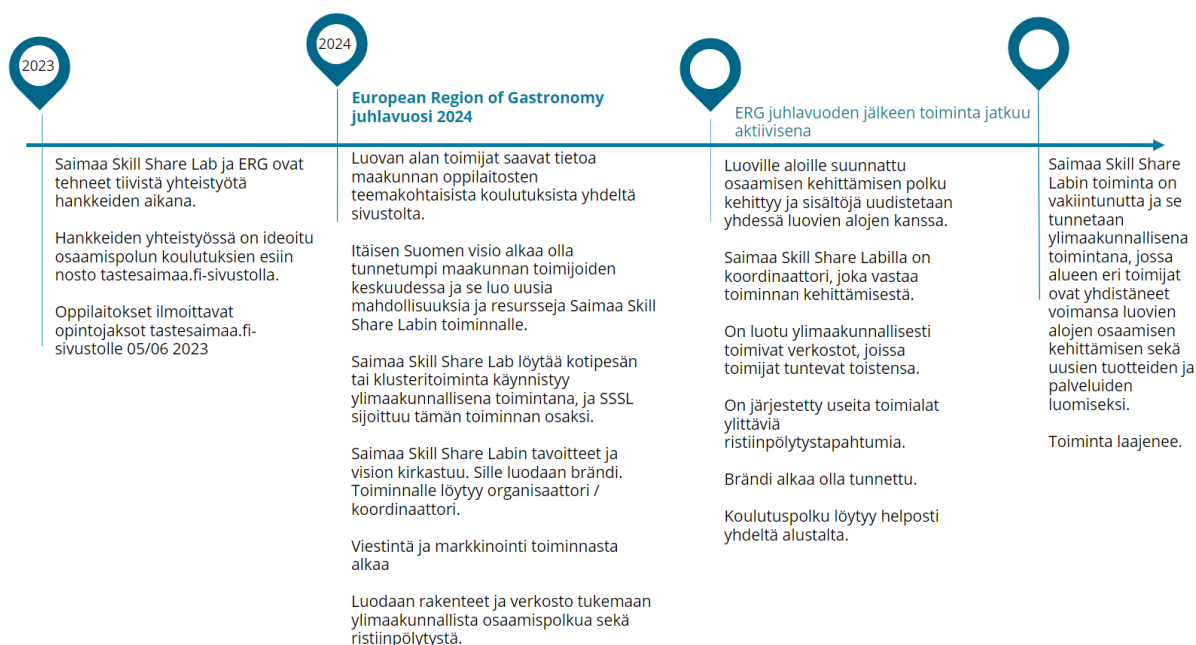 2023
Saimaa Skill Share Lab ja ERG ovat
tehneet tiivistä yhteistyötä
hankkeiden aikana.
Hankkeiden yhteistyössä on ideoitu
osaamispolun koulutuksien esiin
nosto tastesaimaa.fi-sivustolla.
Oppilaitokset ilmoittavat
opintojaksot tastesaimaa.fi-
sivustolle 05/06 2023
2024
European Region of Gastronomy
juhlavuosi 2024
Luovan alan toimijat saavat tietoa
maakunnan oppilaitosten
teemakohtaisista koulutuksista yhdeltä
sivustolta.
Itäisen Suomen visio alkaa olla
tunnetumpi maakunnan toimijoiden
keskuudessa ja se luo uusia
mahdollisuuksia ja resursseja Saimaa Skill
Share Labin toiminnalle.
Saimaa Skill Share Lab löytää kotipesän
tai klusteritoiminta käynnistyy
ylimaakunnallisena toimintana, ja SSSL
sijoittuu tämän toiminnan osaksi.
Saimaa Skill Share Labin tavoitteet ja
vision kirkastuu. Sille luodaan brändi.
Toiminnalle löytyy organisaattori /
koordinaattori.
Viestintä ja markkinointi toiminnasta
alkaa
Luodaan rakenteet ja verkosto tukemaan
ylimaakunnallista osaamispolkua sekä
ristiinpölytystä.
ERG juhlavuoden jälkeen toiminta jatkuu
aktiivisena
Luoville aloille suunnattu
osaamisen kehittämisen polku
kehittyy ja sisältöjä uudistetaan
yhdessä luovien alojen kanssa.
Saimaa Skill Share Labilla on
koordinaattori, joka vastaa
toiminnan kehittämisestä.
On luotu ylimaakunnallisesti
toimivat verkostot, joissa
toimijat tuntevat toistensa.
On järjestetty useita toimialat
ylittäviä
ristiinpölytystapahtumia.
Brändi alkaa olla tunnettu.
Koulutuspolku löytyy helposti
yhdeltä alustalta.
Saimaa Skill Share
Labin toiminta on
vakiintunutta ja se
tunnetaan
ylimaakunnallisena
toimintana, jossa
alueen eri toimijat
ovat yhdistäneet
voimansa luovien
alojen osaamisen
kehittämisen sekä
uusien tuotteiden ja
palveluiden
luomiseksi.
Toiminta laajenee.